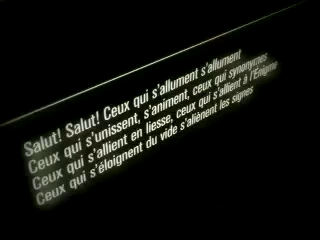 Salut! Salut! Ceux qui s'allument s'allument
Ceux qui s'unissent, s'animent, ceux qui synonymes
Ceux qui s'allient en liesse, ceux qui s'allient à l'Énigme
Ceux qui s'éloignent du vide s'aliènent les signes